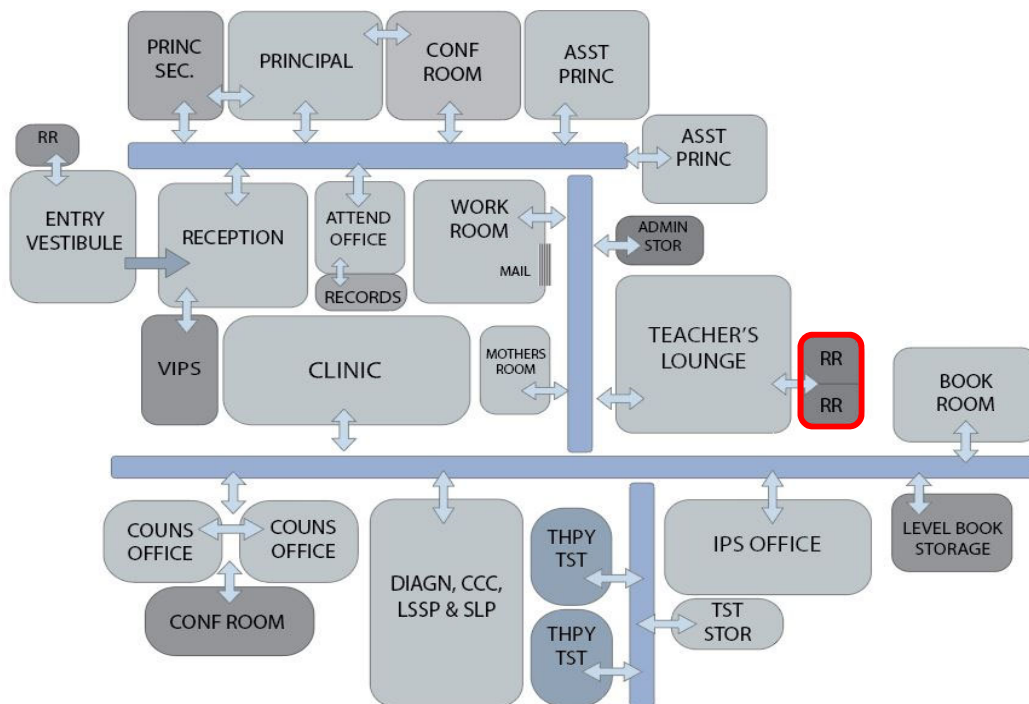 PRINC
SEC.
PRINCIPAL
CONF
ROOM
ASST
PRINC
ASST
PRINC
RR
ENTRY
VESTIBULE
RECEPTION
ATTEND
OFFICE
RECORDS
WORK
ROOM
MAIL
ADMIN
STOR
VIPS
CLINIC
MOTHERS
ROOM
TEACHER'S
LOUNGE
RR
RR
BOOK
ROOM
COUNS
OFFICE
COUNS
OFFICE
CONF ROOM
DIAGN, CCC,
LSSP & SLP
THPY
TST
THPY
TST
IPS OFFICE
TST
STOR
LEVEL BOOK
STORAGE